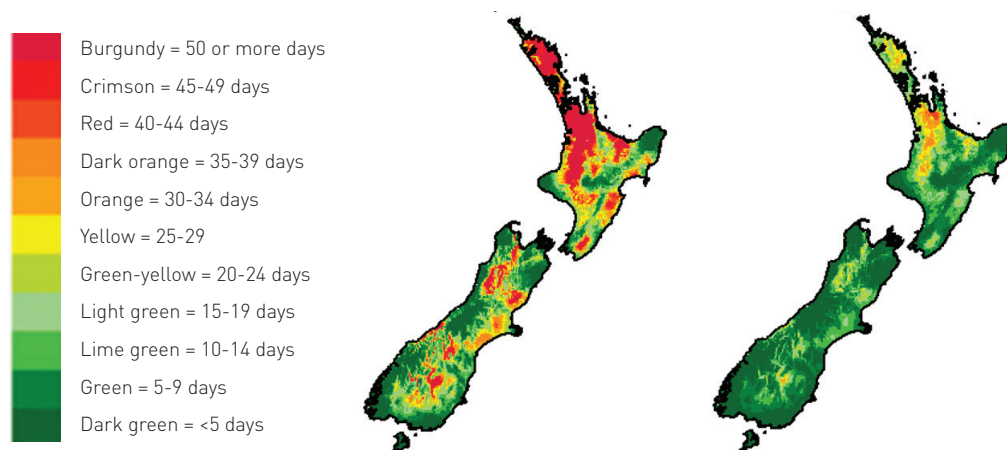 Burgundy = 50 or more days
Crimson = 45-49 days
Red = 40-44 days
Dark orange = 35-39 days
Orange = 30-34 days
Yellow = 25-29
Green-yellow = 20-24 days
Light green = 15-19 days
Lime green = 10-14 days
Green = 5-9 days
Dark green = <5 days